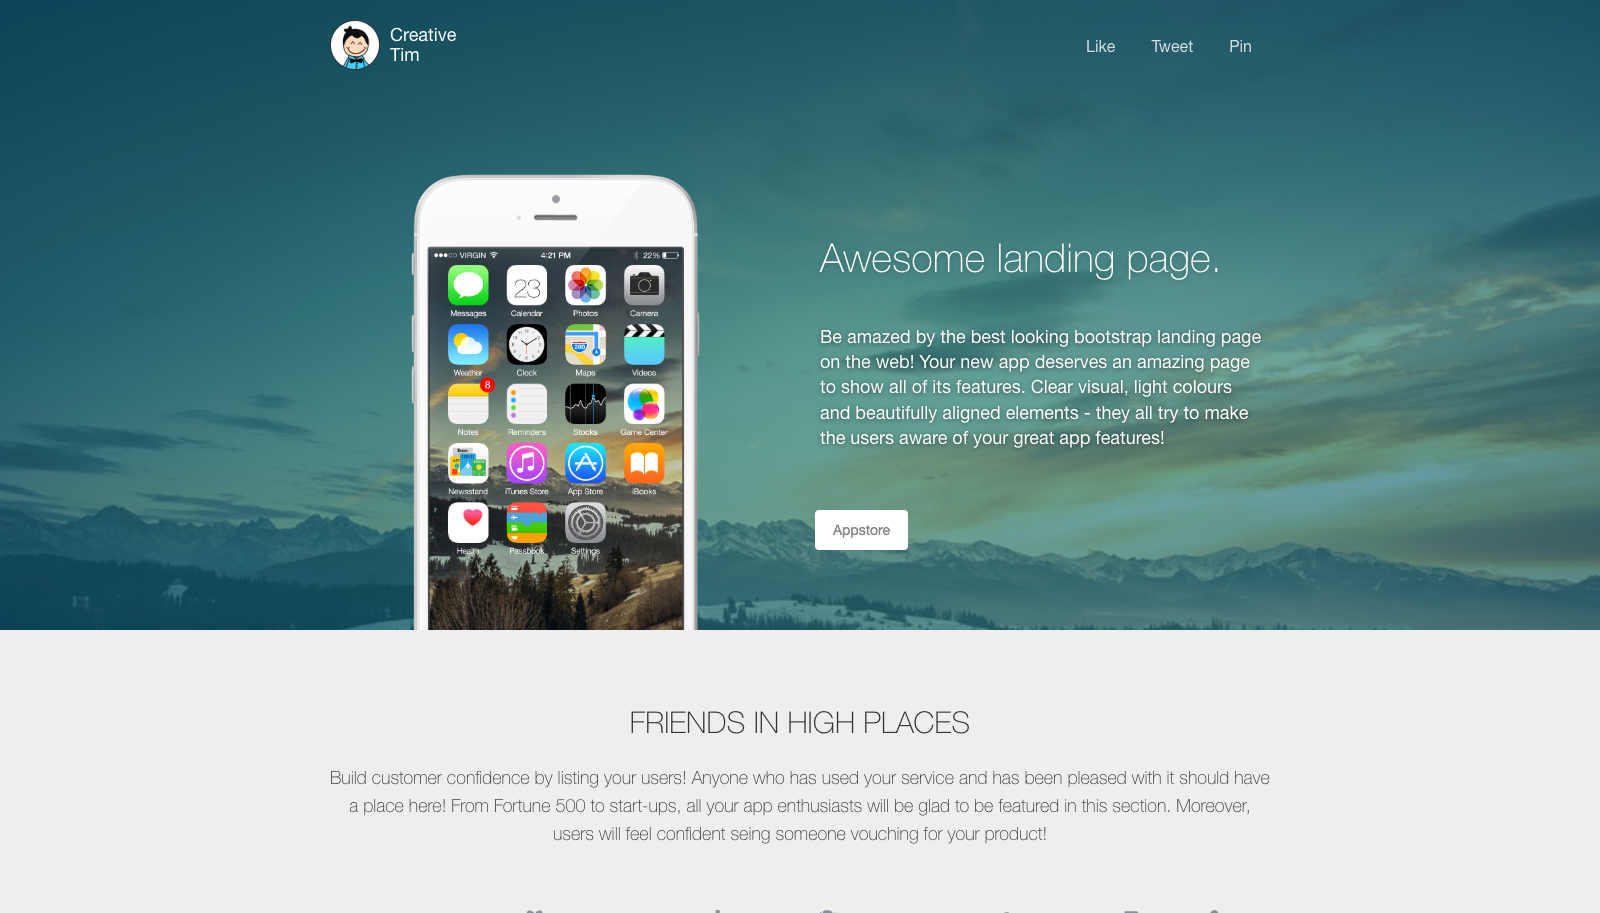 Creative
Tim
Like Tweet Pin
●●●○○ VIRGIN 4:21 PM 22%
23
Messages Calendar Photos Camera
280
Weather Clock Maps Videos
8
Notes Reminders Stocks Game Center
Newsstand iTunes Store App Store iBooks
Health Passbook Settings
Awesome landing page.
Be amazed by the best looking bootstrap landing page
on the web! Your new app deserves an amazing page
to show all of its features. Clear visual, light colours
and beautifully aligned elements - they all try to make
the users aware of your great app features!
Appstore
FRIENDS IN HIGH PLACES
Build customer confidence by listing your users! Anyone who has used your service and has been pleased with it should have
a place here! From Fortune 500 to start-ups, all your app enthusiasts will be glad to be featured in this section. Moreover,
users will feel confident seing someone vouching for your product!